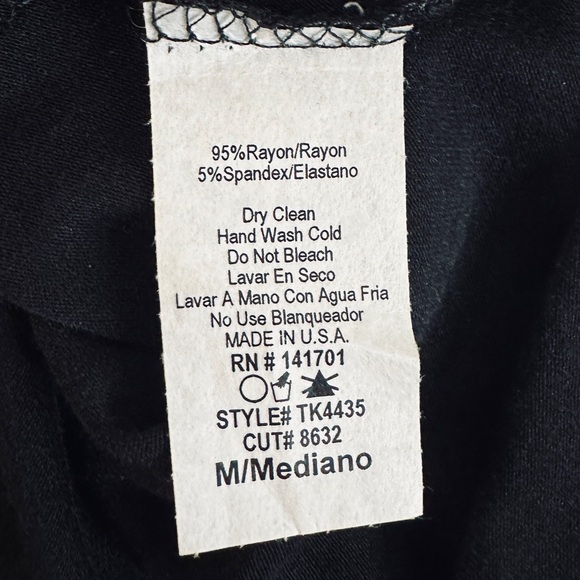 95%Rayon/Rayon
5%Spandex/Elastano
Dry Clean
Hand Wash Cold
Do Not Bleach
Lavar En Seco
Lavar A Mano Con Agua Fria
No Use Blanqueador
MADE IN U.S.A.
RN # 141701
STYLE# TK4435
CUT# 8632
M/Mediano